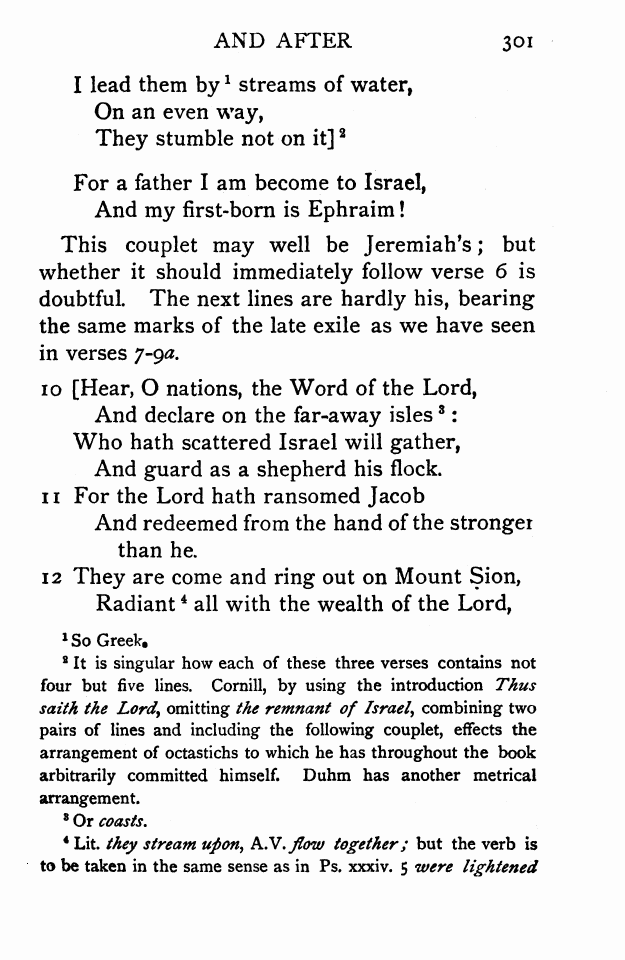 AND AFTER 301
I lead them by¹ streams of water,
On an even way,
They stumble not on it]²
For a father I am become to Israel,
And my first-born is Ephraim!
This couplet may well be Jeremiah's; but
whether it should immediately follow verse 6 is
doubtful. The next lines are hardly his, bearing
the same marks of the late exile as we have seen
in verses 7-9a.
10 [Hear, O nations, the Word of the Lord,
And declare on the far-away isles³:
Who hath scattered Israel will gather,
And guard as a shepherd his flock.
11 For the Lord hath ransomed Jacob
And redeemed from the hand of the stronger
than he.
12 They are come and ring out on Mount Ṣion,
Radiant⁴ all with the wealth of the Lord,
¹ So Greek.
² It is singular how each of these three verses contains not
four but five lines. Cornill, by using the introduction Thus
saith the Lord, omitting the remnant of Israel, combining two
pairs of lines and including the following couplet, effects the
arrangement of octastichs to which he has throughout the book
arbitrarily committed himself. Duhm has another metrical
arrangement.
³ Or coasts.
⁴ Lit. they stream upon, A.V. flow together; but the verb is
to be taken in the same sense as in Ps. xxxiv. 5 were lightened